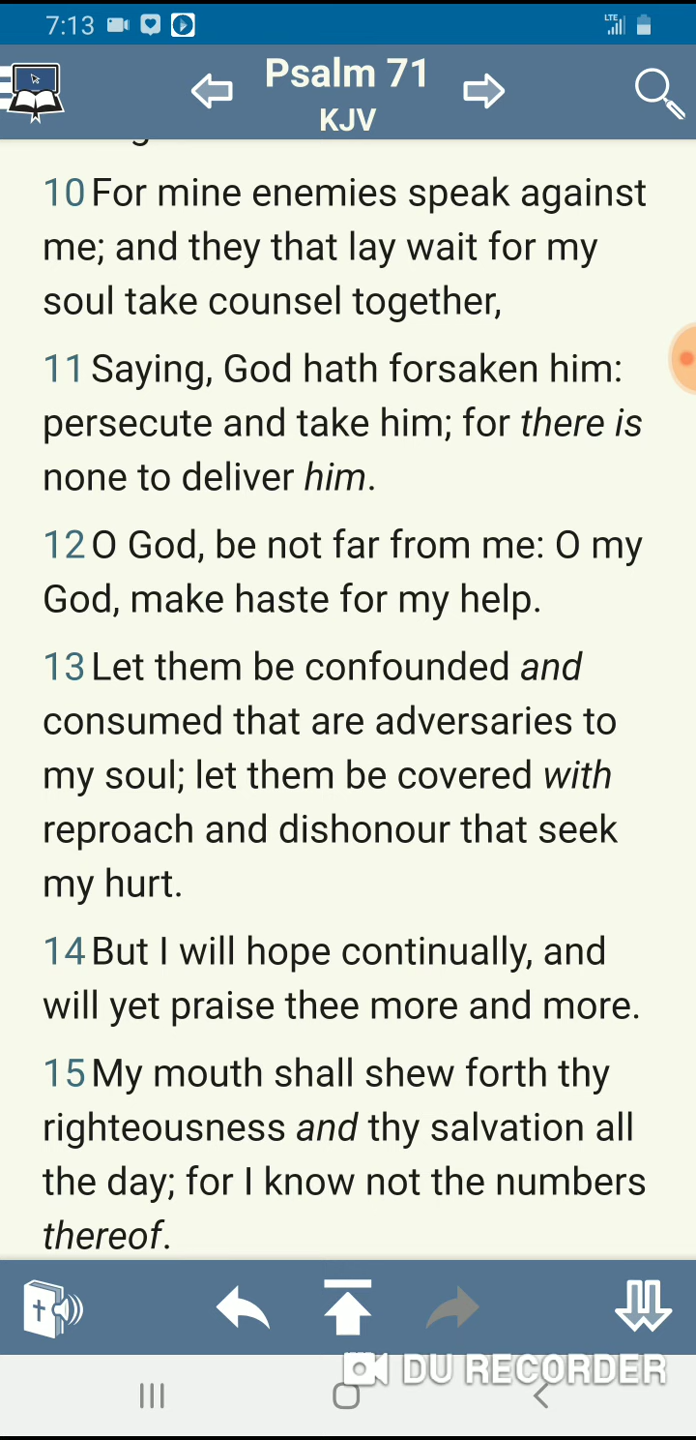 7:13
LTE
Psalm 71
KJV
10 For mine enemies speak against
me; and they that lay wait for my
soul take counsel together,
11 Saying, God hath forsaken him:
persecute and take him; for there is
none to deliver him.
12 O God, be not far from me: O my
God, make haste for my help.
13 Let them be confounded and
consumed that are adversaries to
my soul; let them be covered with
reproach and dishonour that seek
my hurt.
14 But I will hope continually, and
will yet praise thee more and more.
15 My mouth shall shew forth thy
righteousness and thy salvation all
the day; for I know not the numbers
thereof.
DU RECORDER